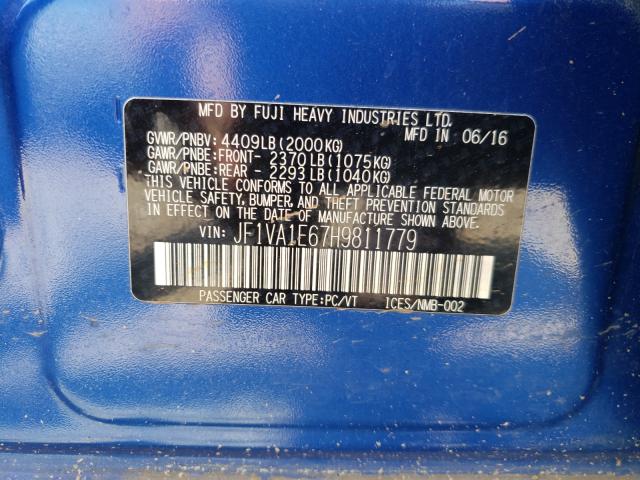 MFD BY FUJI HEAVY INDUSTRIES LTD.
MFD IN 06/16
GVWR/PNBV: 4409LB(2000KG)
GAWR/PNBE:FRONT- 2370LB(1075KG)
GAWR/PNBE:REAR - 2293LB(1040KG)
THIS VEHICLE CONFORMS TO ALL APPLICABLE FEDERAL MOTOR
VEHICLE SAFETY, BUMPER, AND THEFT PREVENTION STANDARDS
IN EFFECT ON THE DATE OF MANUFACTURE SHOWN ABOVE.
VIN: JF1VA1E67H9811779
PASSENGER CAR TYPE:PC/VT ICES/NMB-002